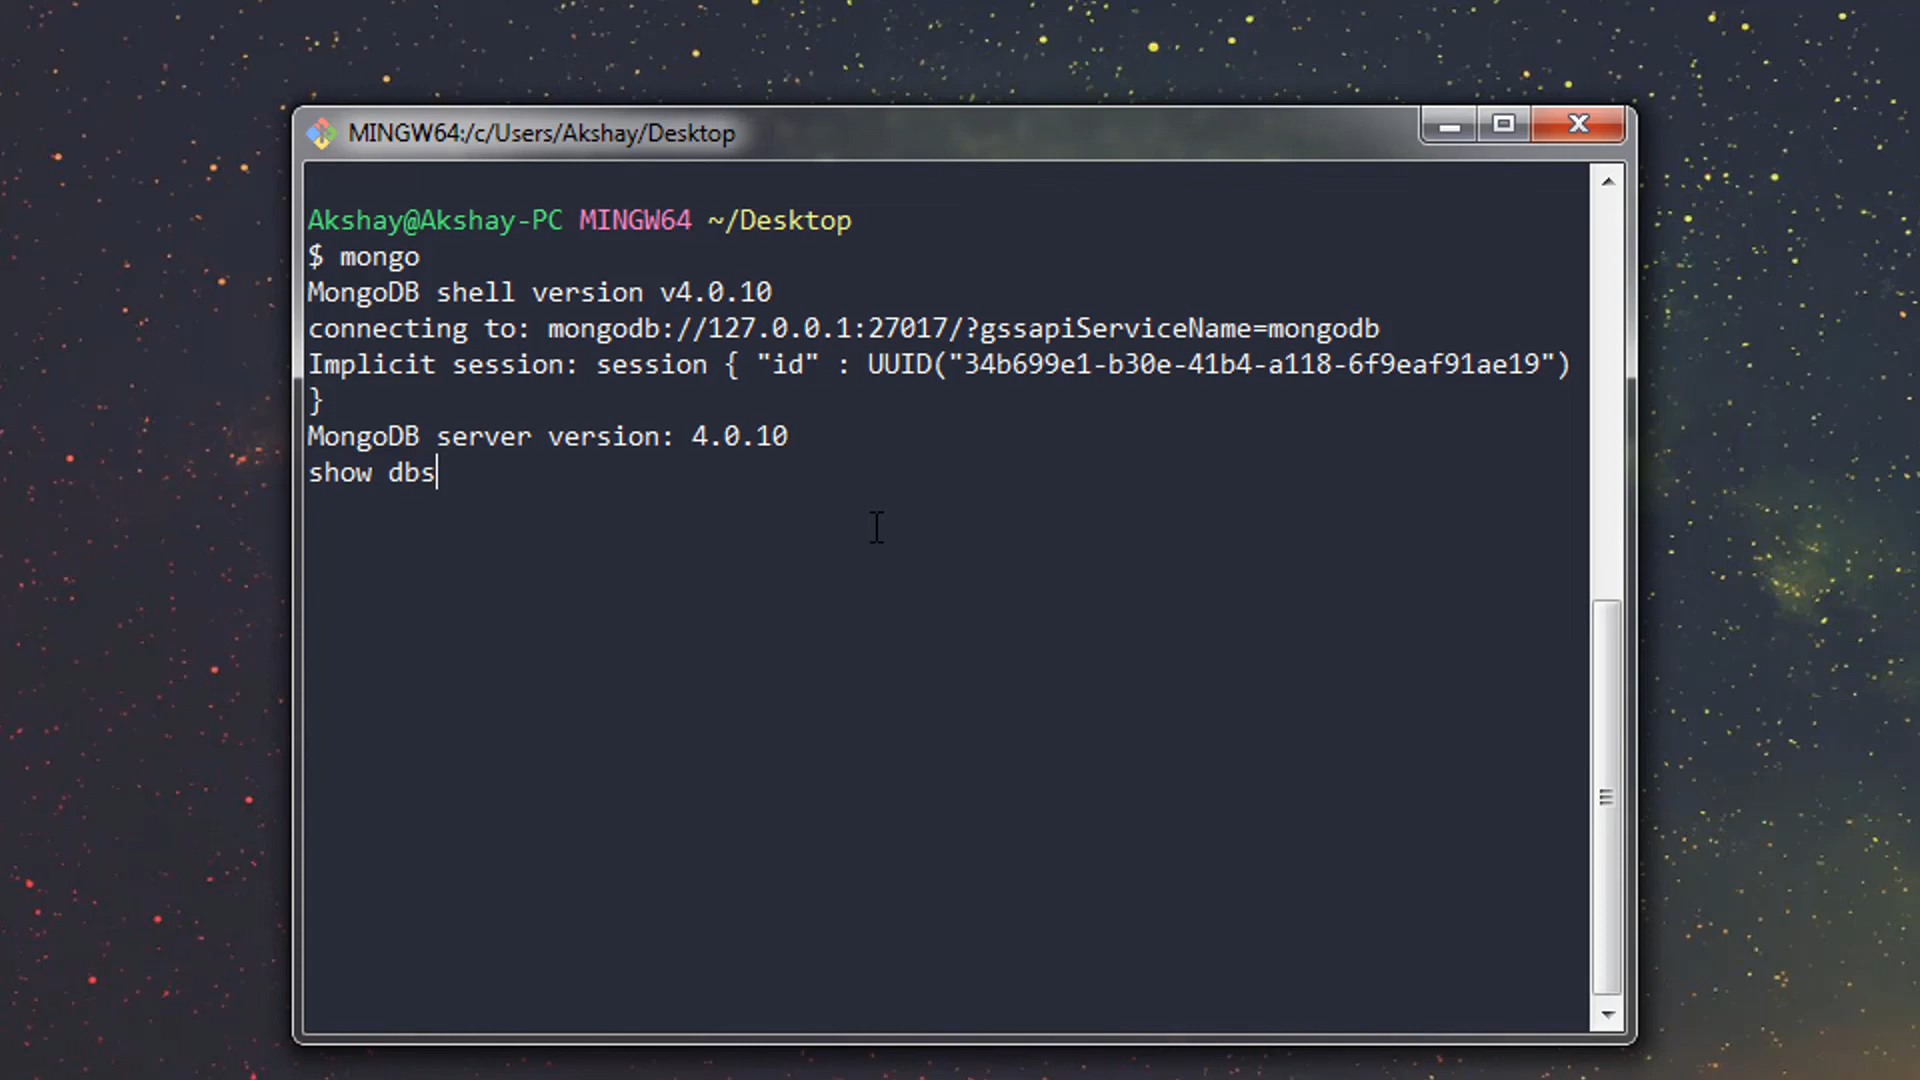 MINGW64:/c/Users/Akshay/Desktop
Akshay@Akshay-PC MINGW64 ~/Desktop
$ mongo
MongoDB shell version v4.0.10
connecting to: mongodb://127.0.0.1:27017/?gssapiServiceName=mongodb
Implicit session: session { "id" : UUID("34b699e1-b30e-41b4-a118-6f9eaf91ae19")
}
MongoDB server version: 4.0.10
show dbs